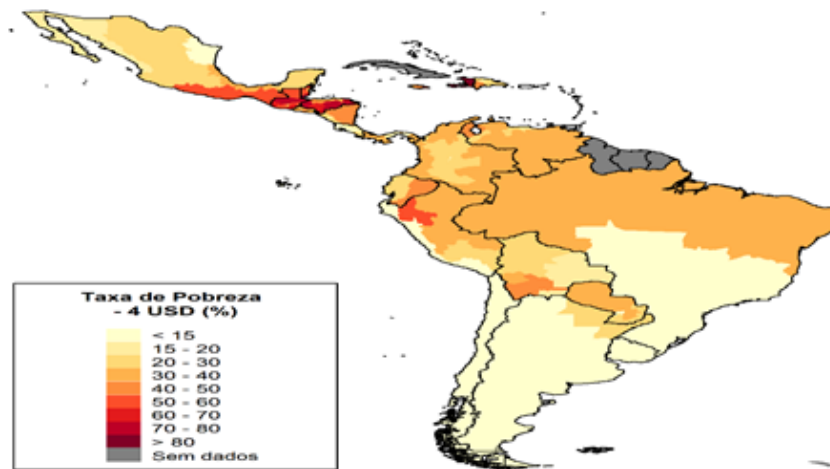 Taxa de Pobreza
- 4 USD (%)
< 15
15 - 20
20 - 30
30 - 40
40 - 50
50 - 60
60 - 70
70 - 80
> 80
Sem dados